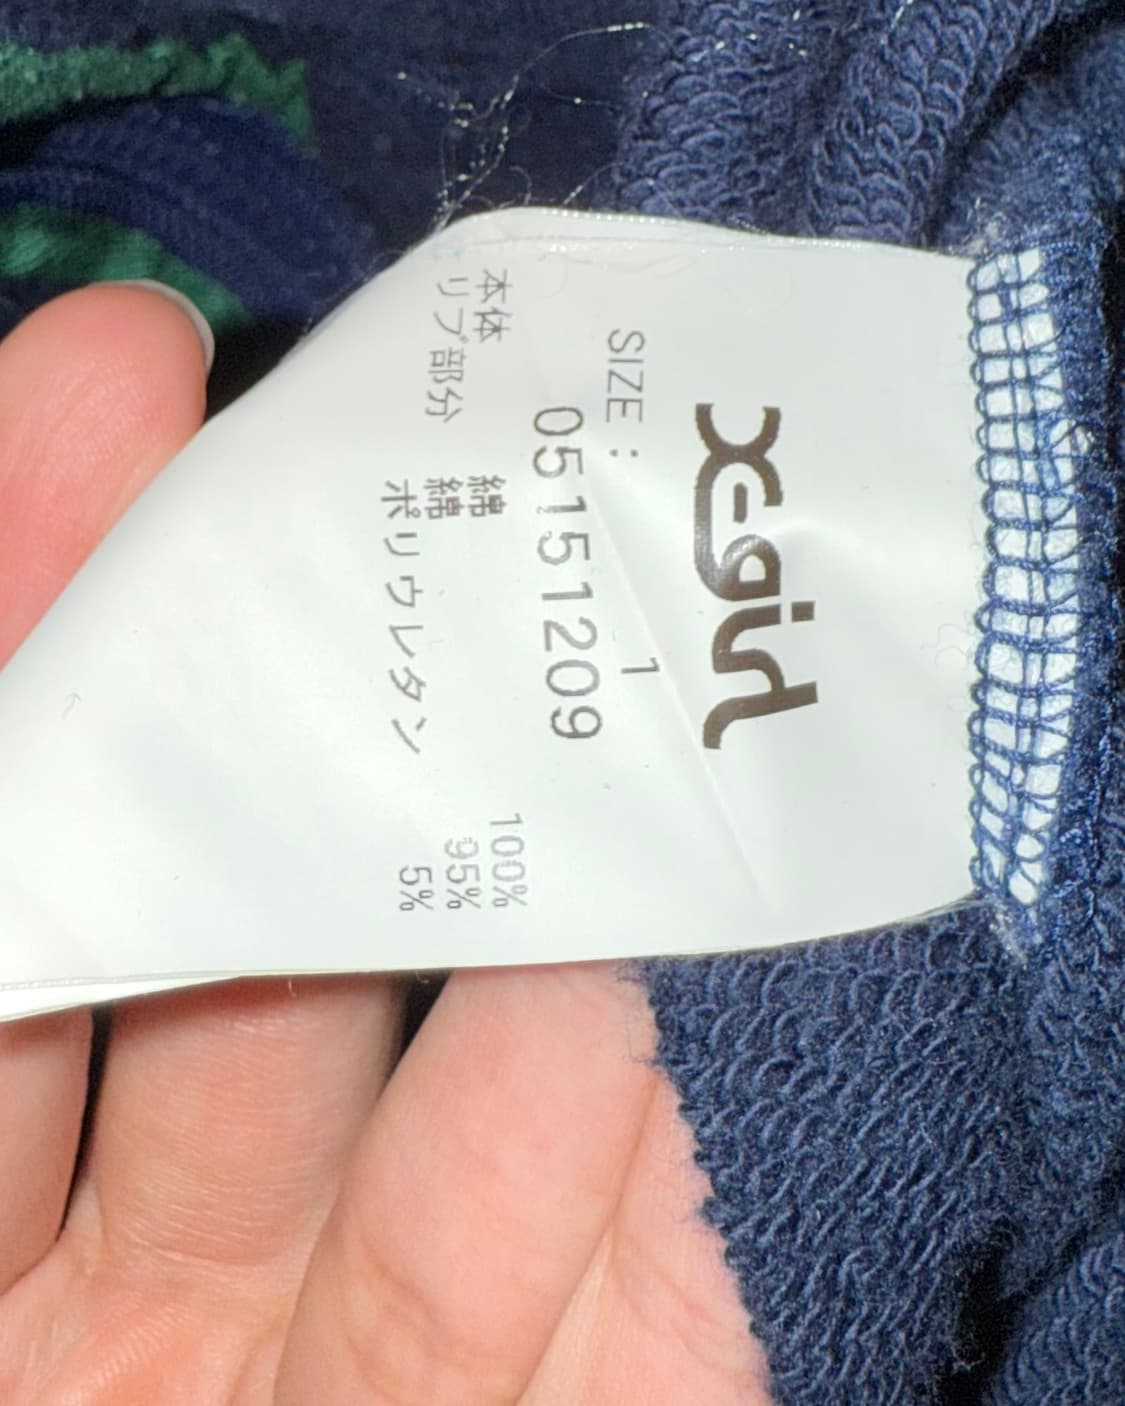 X-girl
SIZE : 1
05151209
本体 綿 100%
リブ部分 綿 95%
ポリウレタン 5%